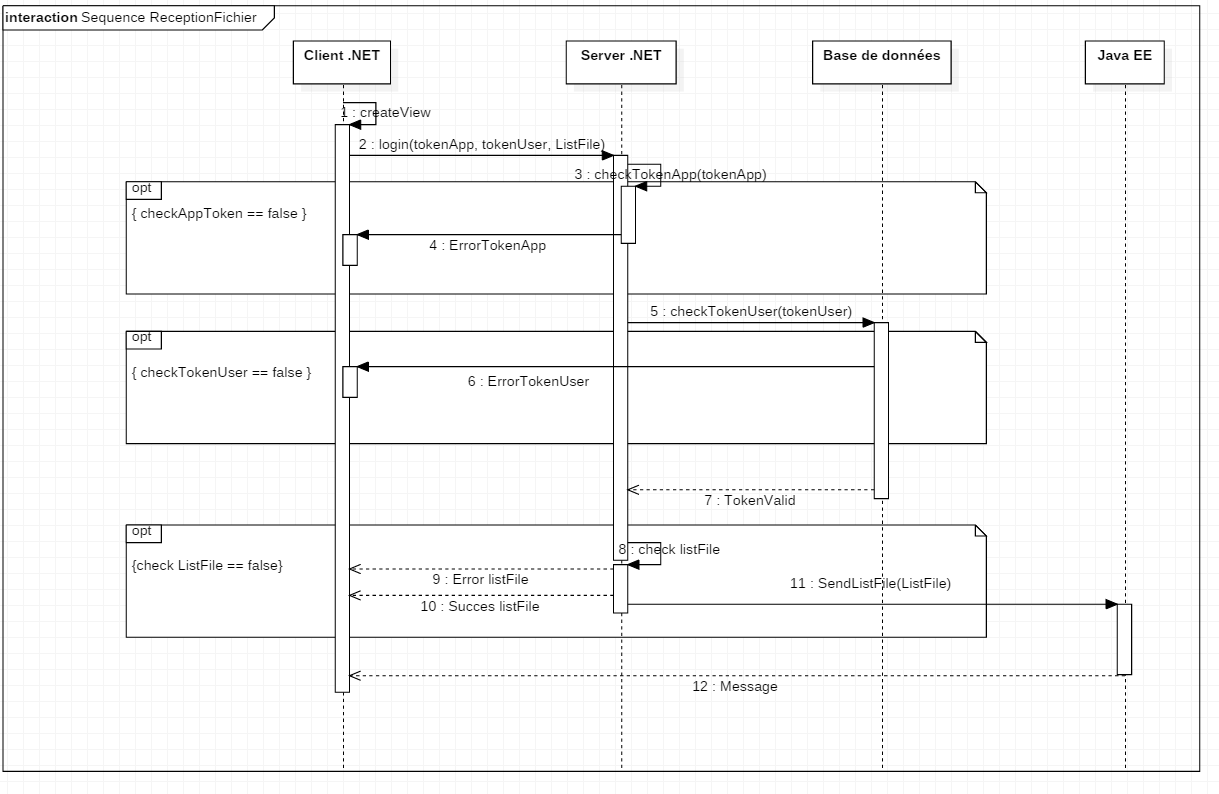 interaction Sequence ReceptionFichier
Client .NET
Server .NET
Base de données
Java EE
1 : createView
2 : login(tokenApp, tokenUser, ListFile)
3 : checkTokenApp(tokenApp)
opt
{ checkAppToken == false }
4 : ErrorTokenApp
5 : checkTokenUser(tokenUser)
opt
{ checkTokenUser == false }
6 : ErrorTokenUser
7 : TokenValid
opt
8 : check listFile
{check ListFile == false}
9 : Error listFile
11 : SendListFile(ListFile)
10 : Succes listFile
12 : Message